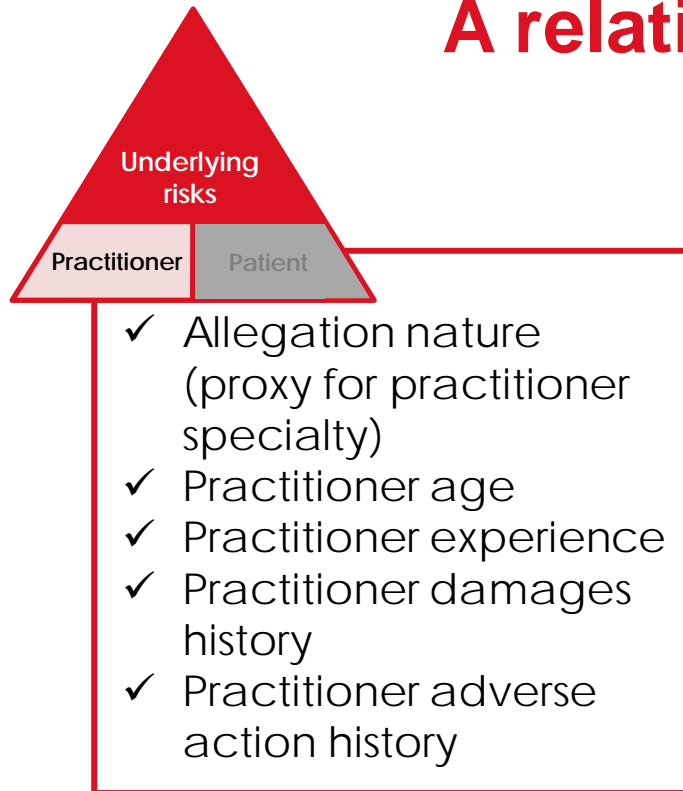 A relati
Underlying
risks
Practitioner
Patient
✓ Allegation nature
(proxy for practitioner
specialty)
✓ Practitioner age
✓ Practitioner experience
✓ Practitioner damages
history
✓ Practitioner adverse
action history